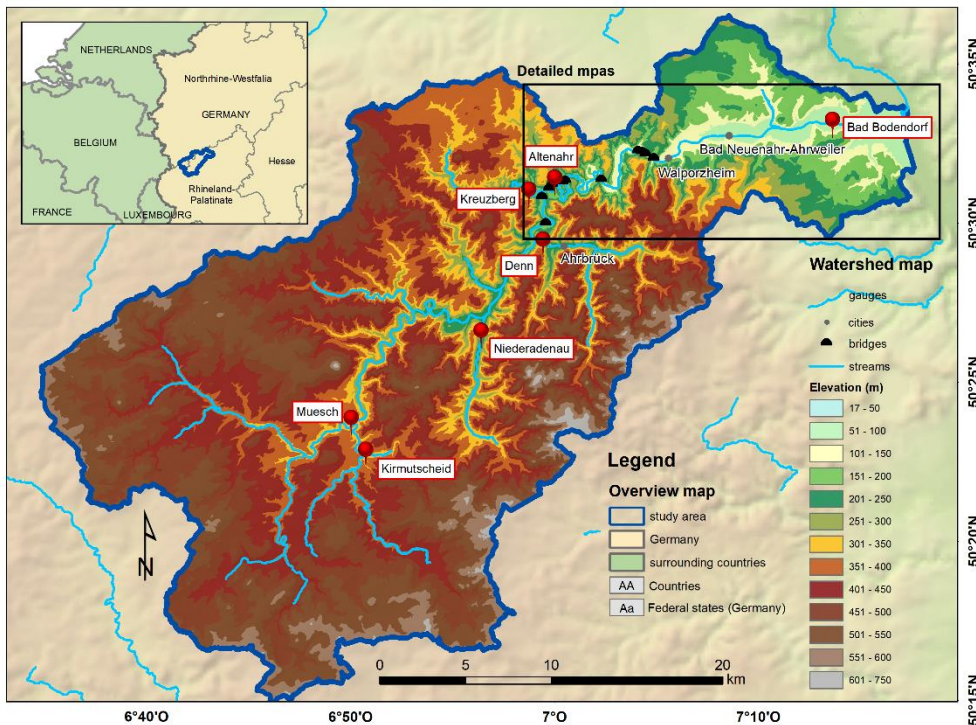 NETHERLANDS
Northrhine-Westfalia
GERMANY
BELGIUM
Hesse
Rhineland-
Palatinate
FRANCE
LUXEMBOURG
Detailed mpas
Altenahr
Bad Bodendorf
Bad Neuenahr-Ahrweiler
Walporzheim
Kreuzberg
Denn
Ahrbrück
Niederadenau
Muesch
Kirmutscheid
N
Watershed map
gauges
cities
bridges
streams
Elevation (m)
17 - 50
51 - 100
101 - 150
151 - 200
201 - 250
251 - 300
301 - 350
351 - 400
401 - 450
451 - 500
501 - 550
551 - 600
601 - 750
Legend
Overview map
study area
Germany
surrounding countries
AA Countries
Aa Federal states (Germany)
0 5 10 20
km
6°40'O 6°50'O 7°O 7°10'O
50°35'N
50°30'N
50°25'N
50°20'N
50°15'N